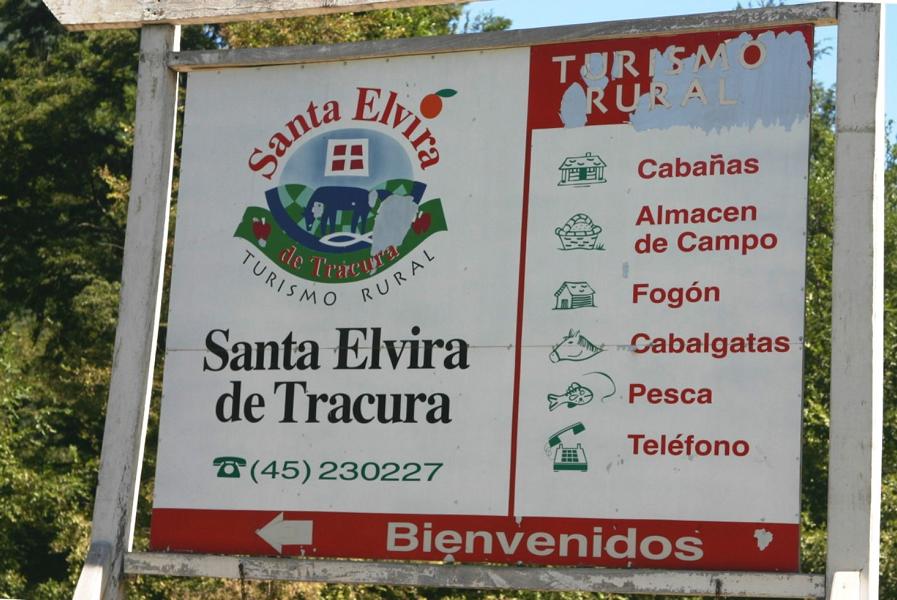 Santa Elvira
de Tracura
TURISMO RURAL
Santa Elvira
de Tracura
(45) 230227
TURISMO
RURAL
Cabañas
Almacen
de Campo
Fogón
Cabalgatas
Pesca
Teléfono
Bienvenidos